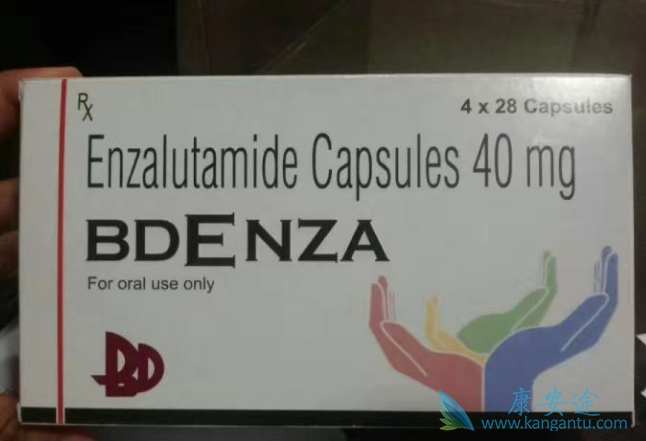 Rx
4 x 28 Capsules
Enzalutamide Capsules 40 mg
BDENZA
For oral use only
BD
康安途
www.kangantu.com